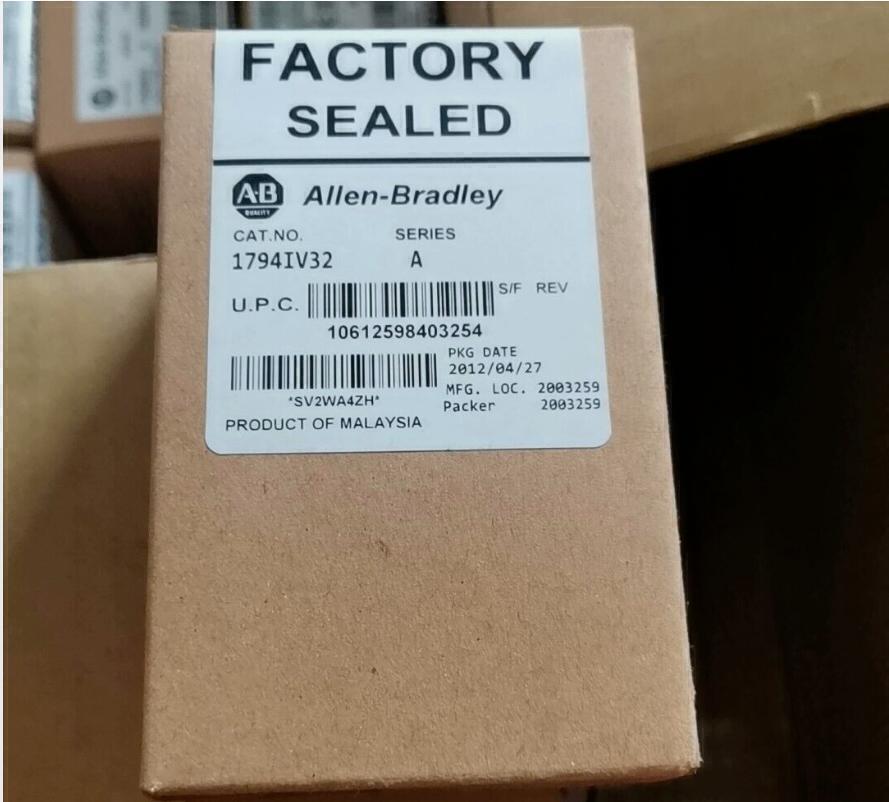 FACTORY
SEALED
A·B
QUALITY
Allen-Bradley
CAT.NO. SERIES
1794IV32 A
S/F REV
U.P.C.
10612598403254
PKG DATE
2012/04/27
MFG. LOC. 2003259
Packer 2003259
*SV2WA4ZH*
PRODUCT OF MALAYSIA